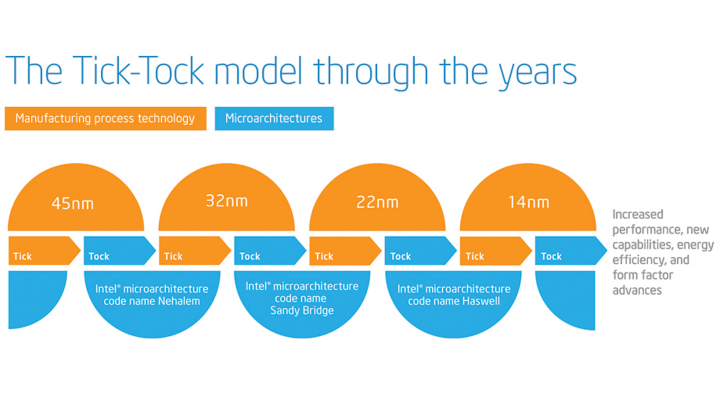 The Tick-Tock model through the years
Manufacturing process technology
Microarchitectures
45nm
32nm
22nm
14nm
Tick
Tock
Tick
Tock
Tick
Tock
Tick
Tock
Intel® microarchitecture
code name Nehalem
Intel® microarchitecture
code name
Sandy Bridge
Intel® microarchitecture
code name Haswell
Increased
performance, new
capabilities, energy
efficiency, and
form factor
advances